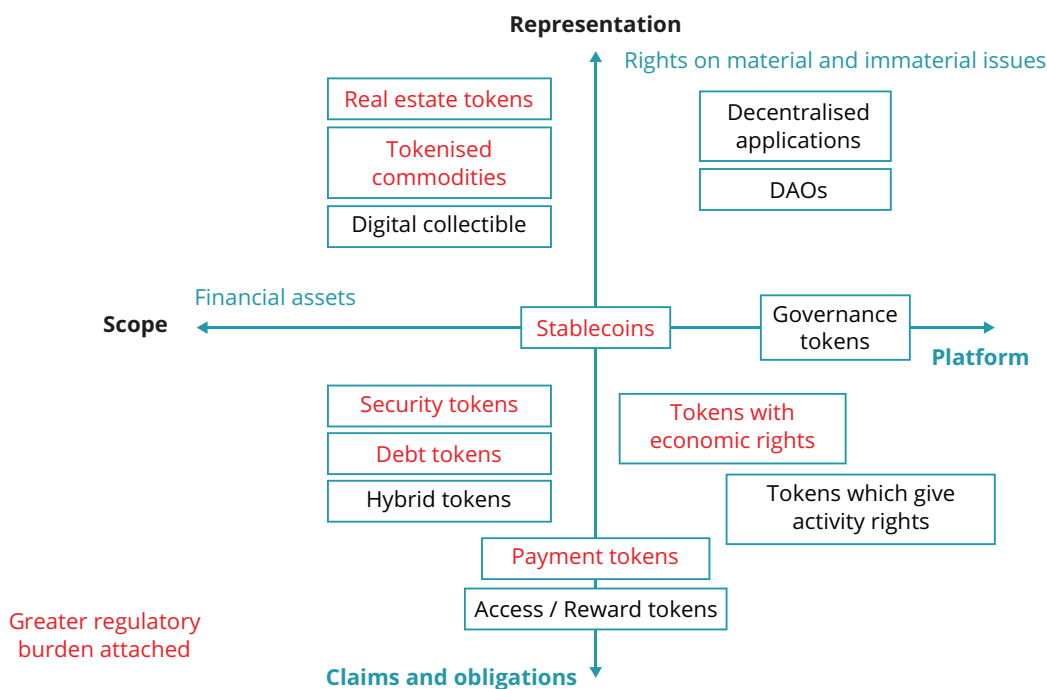 Representation
Rights on material and immaterial issues
Real estate tokens
Tokenised
commodities
Digital collectible
Decentralised
applications
DAOs
Financial assets
Scope
Stablecoins
Governance
tokens
Platform
Security tokens
Debt tokens
Hybrid tokens
Tokens with
economic rights
Tokens which give
activity rights
Payment tokens
Access / Reward tokens
Greater regulatory
burden attached
Claims and obligations